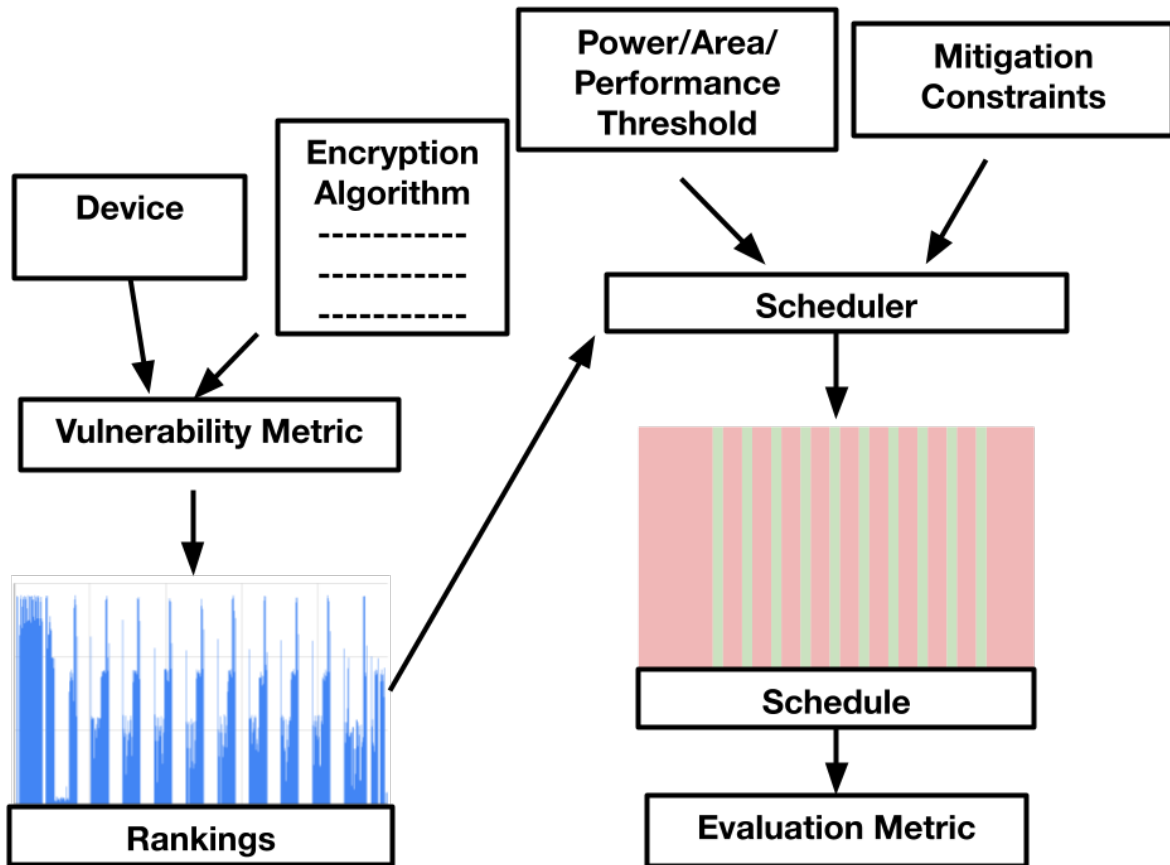 Power/Area/
Performance
Threshold
Mitigation
Constraints
Encryption
Algorithm
-----------
-----------
-----------
Device
Scheduler
Vulnerability Metric
Schedule
Rankings
Evaluation Metric